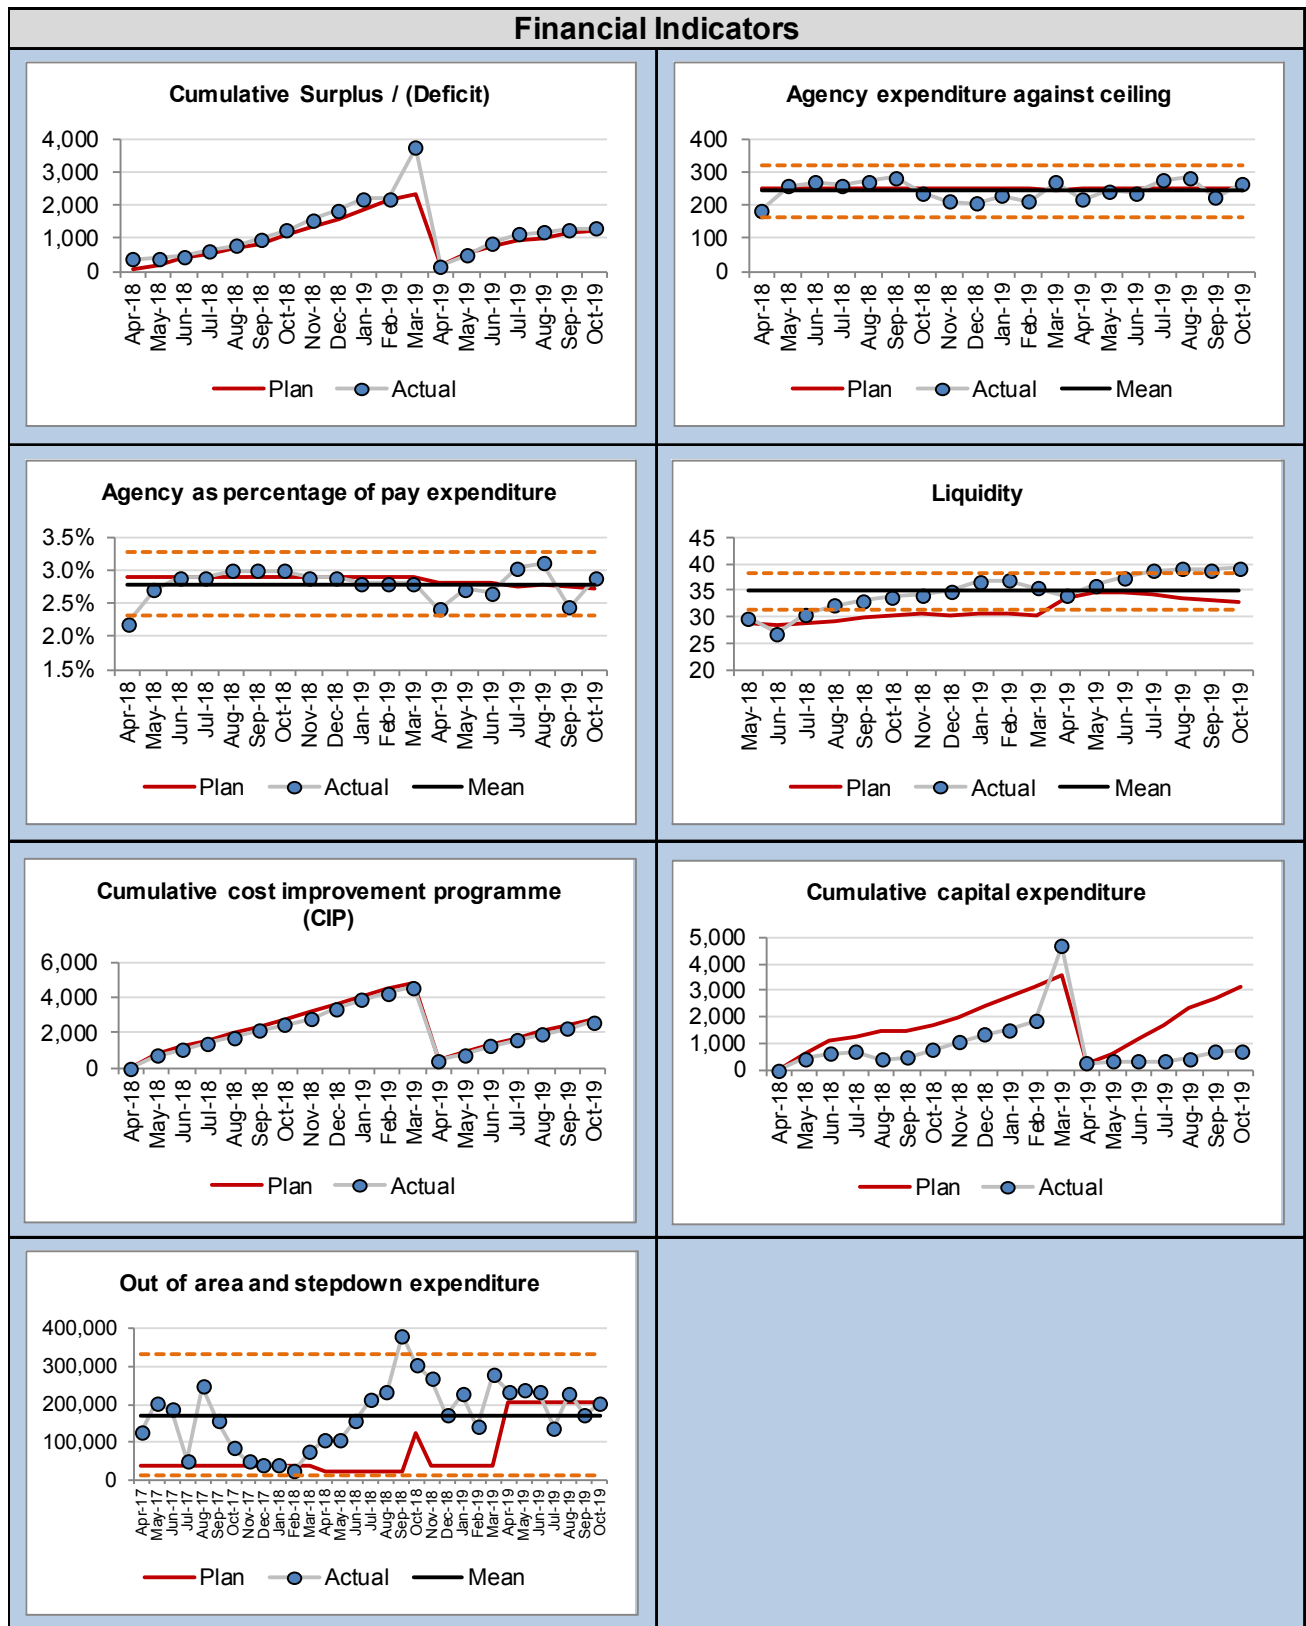 Financial Indicators
Cumulative Surplus / (Deficit)
4,000
3,000
2,000
1,000
0
Apr-18
May-18
Jun-18
Jul-18
Aug-18
Sep-18
Oct-18
Nov-18
Dec-18
Jan-19
Feb-19
Mar-19
Apr-19
May-19
Jun-19
Jul-19
Aug-19
Sep-19
Oct-19
Plan Actual
Agency expenditure against ceiling
400
300
200
100
0
Apr-18
May-18
Jun-18
Jul-18
Aug-18
Sep-18
Oct-18
Nov-18
Dec-18
Jan-19
Feb-19
Mar-19
Apr-19
May-19
Jun-19
Jul-19
Aug-19
Sep-19
Oct-19
Plan Actual Mean
Agency as percentage of pay expenditure
3.5%
3.0%
2.5%
2.0%
1.5%
Apr-18
May-18
Jun-18
Jul-18
Aug-18
Sep-18
Oct-18
Nov-18
Dec-18
Jan-19
Feb-19
Mar-19
Apr-19
May-19
Jun-19
Jul-19
Aug-19
Sep-19
Oct-19
Plan Actual Mean
Liquidity
45
40
35
30
25
20
May-18
Jun-18
Jul-18
Aug-18
Sep-18
Oct-18
Nov-18
Dec-18
Jan-19
Feb-19
Mar-19
Apr-19
May-19
Jun-19
Jul-19
Aug-19
Sep-19
Oct-19
Plan Actual Mean
Cumulative cost improvement programme
(CIP)
6,000
4,000
2,000
0
Apr-18
May-18
Jun-18
Jul-18
Aug-18
Sep-18
Oct-18
Nov-18
Dec-18
Jan-19
Feb-19
Mar-19
Apr-19
May-19
Jun-19
Jul-19
Aug-19
Sep-19
Oct-19
Plan Actual
Cumulative capital expenditure
5,000
4,000
3,000
2,000
1,000
0
Apr-18
May-18
Jun-18
Jul-18
Aug-18
Sep-18
Oct-18
Nov-18
Dec-18
Jan-19
Feb-19
Mar-19
Apr-19
May-19
Jun-19
Jul-19
Aug-19
Sep-19
Oct-19
Plan Actual
Out of area and stepdown expenditure
400,000
300,000
200,000
100,000
0
Apr-17
May-17
Jun-17
Jul-17
Aug-17
Sep-17
Oct-17
Nov-17
Dec-17
Jan-18
Feb-18
Mar-18
Apr-18
May-18
Jun-18
Jul-18
Aug-18
Sep-18
Oct-18
Nov-18
Dec-18
Jan-19
Feb-19
Mar-19
Apr-19
May-19
Jun-19
Jul-19
Aug-19
Sep-19
Oct-19
Plan Actual Mean